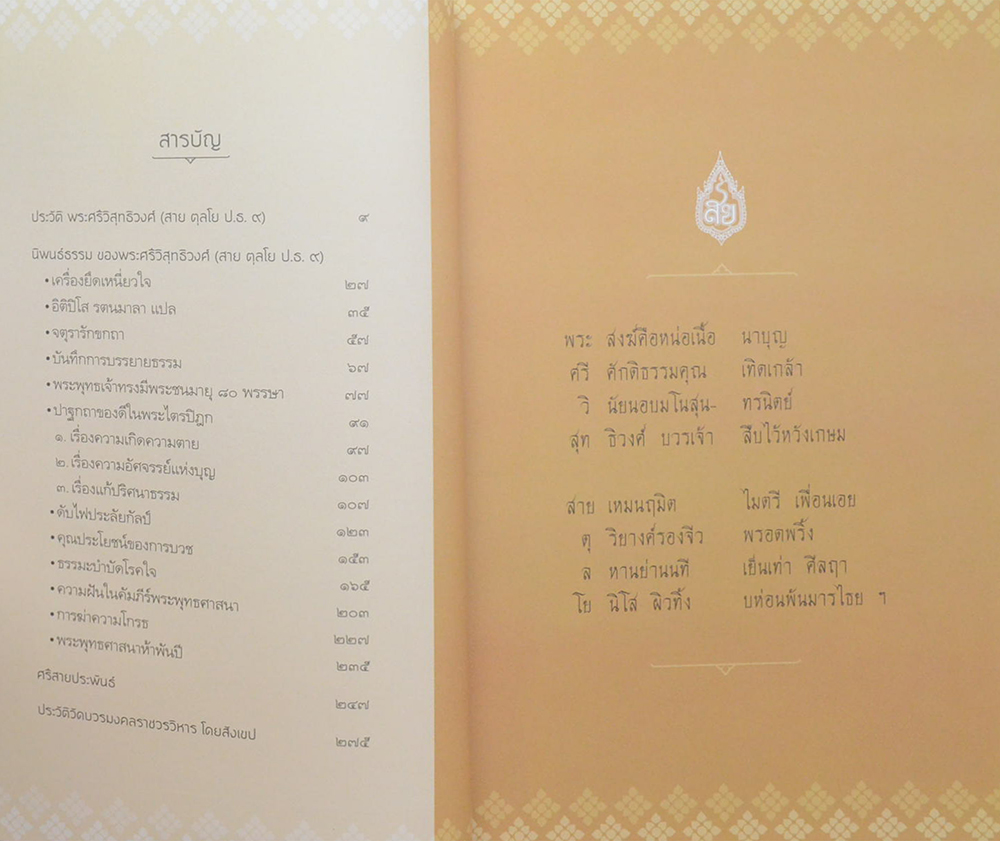 สารบัญ
ประวัติ พระศรีวิสุทธิวงศ์ (สาย ตุลโย ป.ธ. ๙) ๙
นิพนธ์ธรรม ของพระศรีวิสุทธิวงศ์ (สาย ตุลโย ป.ธ. ๙)
• เครื่องยึดเหนี่ยวใจ ๒๗
• อิติปิโส รตนมาลา แปล ๓๕
• จตุรารักขกถา ๕๗
• บันทึกการบรรยายธรรม ๖๗
• พระพุทธเจ้าทรงมีพระชนมายุ ๘๐ พรรษา ๗๗
• ปาฐกถาของดีในพระไตรปิฎก ๙๑
๑. เรื่องความเกิดความตาย ๙๗
๒. เรื่องความอัศจรรย์แห่งบุญ ๑๐๓
๓. เรื่องแก้ปริศนาธรรม ๑๐๗
• ดับไฟประลัยกัลป์ ๑๒๓
• คุณประโยชน์ของการบวช ๑๕๓
• ธรรมะบำบัดโรคใจ ๑๖๕
• ความฝันในคัมภีร์พระพุทธศาสนา ๒๐๓
• การฆ่าความโกรธ ๒๒๗
• พระพุทธศาสนาห้าพันปี ๒๓๕
ศรีสายประพันธ์ ๒๔๗
ประวัติวัดบวรมงคลราชวรวิหาร โดยสังเขป ๒๗๕
พระ สงฆ์คือหน่อเนื้อ นาบุญ
ศรี ศักดิธรรมคุณ เทิดเกล้า
วิ นัยนอบมโนสุน- ทรนิตย์
สุท ธิวงศ์ บวรเจ้า สืบไว้หวังเกษม
สาย เหมนฤมิต ไมตรี เพื่อนเอย
ตุ ริยางค์รองจีว พรอดพริ้ง
ล หานย่านนที เย็นเท่า ศีลฤา
โย นิโส ผิวทิ้ง บห่อนพ้นมารไฉย ฯ